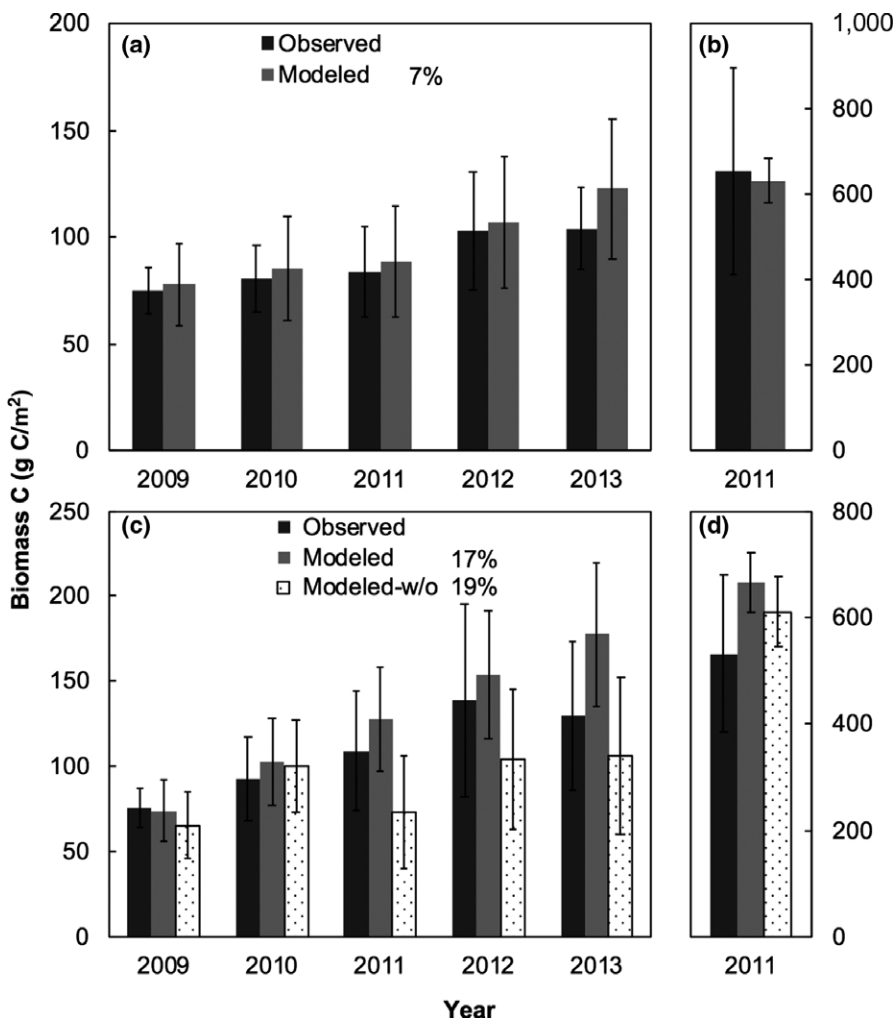 Biomass C (g C/m²)
(a)
Observed
Modeled 7%
200
150
100
50
0
2009 2010 2011 2012 2013
(b)
1,000
800
600
400
200
0
2011
(c)
Observed
Modeled 17%
Modeled-w/o 19%
250
200
150
100
50
0
2009 2010 2011 2012 2013
(d)
800
600
400
200
0
2011
Year